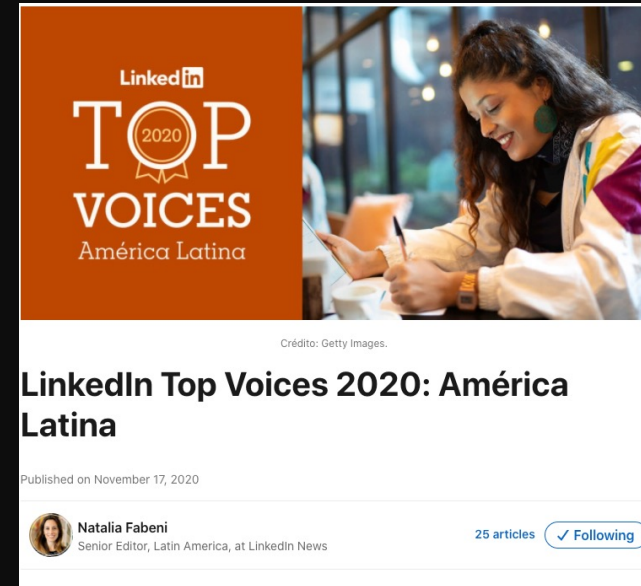 Linked in
TOP
2020
VOICES
América Latina
Crédito: Getty Images.
LinkedIn Top Voices 2020: América
Latina
Published on November 17, 2020
Natalia Fabeni
Senior Editor, Latin America, at LinkedIn News
25 articles
✓ Following